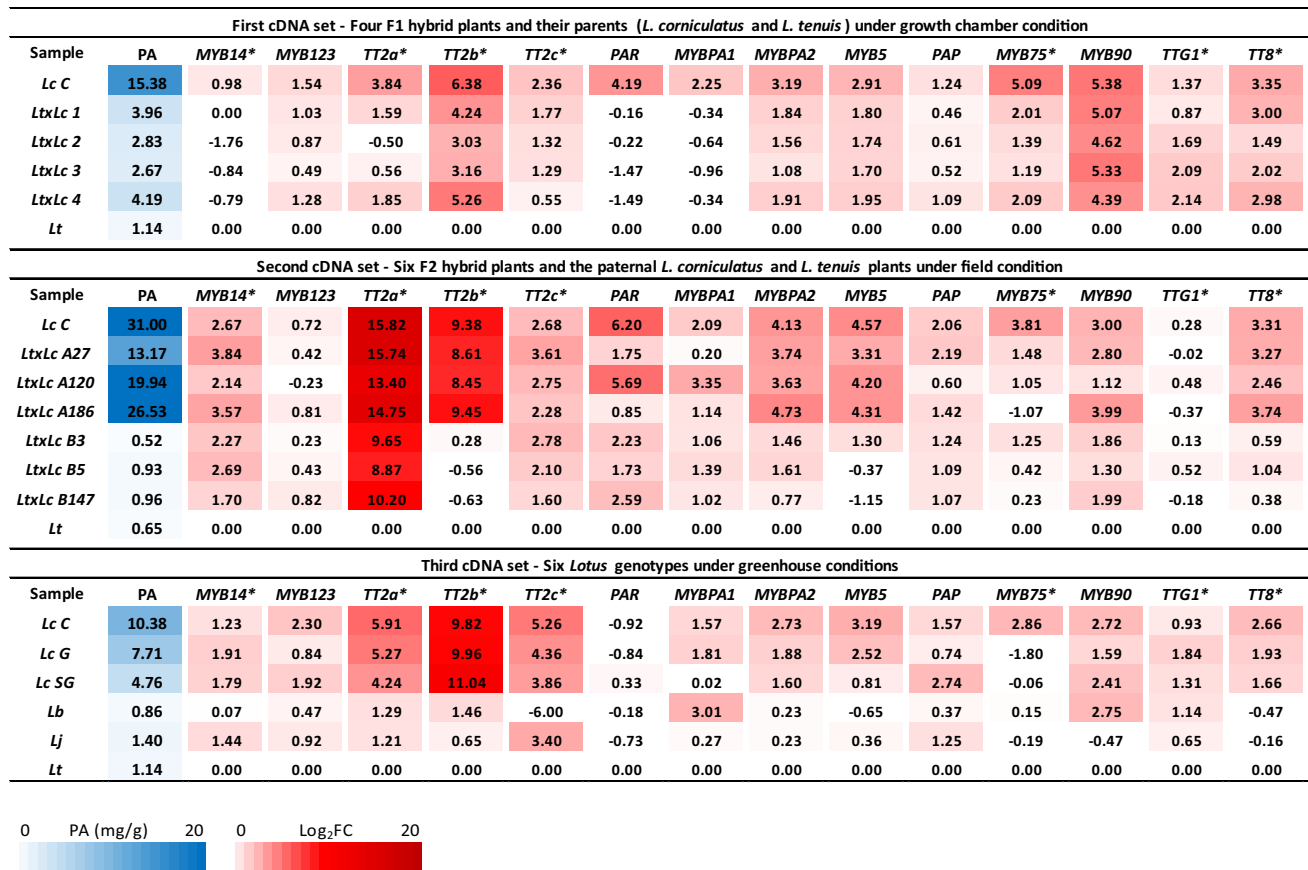 First cDNA set - Four F1 hybrid plants and their parents (L. corniculatus and L. tenuis) under growth chamber condition
Sample PA MYB14* MYB123 TT2a* TT2b* TT2c* PAR MYBPA1 MYBPA2 MYB5 PAP MYB75* MYB90 TTG1* TT8*
Lc C 15.38 0.98 1.54 3.84 6.38 2.36 4.19 2.25 3.19 2.91 1.24 5.09 5.38 1.37 3.35
LtxLc 1 3.96 0.00 1.03 1.59 4.24 1.77 -0.16 -0.34 1.84 1.80 0.46 2.01 5.07 0.87 3.00
LtxLc 2 2.83 -1.76 0.87 -0.50 3.03 1.32 -0.22 -0.64 1.56 1.74 0.61 1.39 4.62 1.69 1.49
LtxLc 3 2.67 -0.84 0.49 0.56 3.16 1.29 -1.47 -0.96 1.08 1.70 0.52 1.19 5.33 2.09 2.02
LtxLc 4 4.19 -0.79 1.28 1.85 5.26 0.55 -1.49 -0.34 1.91 1.95 1.09 2.09 4.39 2.14 2.98
Lt 1.14 0.00 0.00 0.00 0.00 0.00 0.00 0.00 0.00 0.00 0.00 0.00 0.00 0.00 0.00
Second cDNA set - Six F2 hybrid plants and the paternal L. corniculatus and L. tenuis plants under field condition
Sample PA MYB14* MYB123 TT2a* TT2b* TT2c* PAR MYBPA1 MYBPA2 MYB5 PAP MYB75* MYB90 TTG1* TT8*
Lc C 31.00 2.67 0.72 15.82 9.38 2.68 6.20 2.09 4.13 4.57 2.06 3.81 3.00 0.28 3.31
LtxLc A27 13.17 3.84 0.42 15.74 8.61 3.61 1.75 0.20 3.74 3.31 2.19 1.48 2.80 -0.02 3.27
LtxLc A120 19.94 2.14 -0.23 13.40 8.45 2.75 5.69 3.35 3.63 4.20 0.60 1.05 1.12 0.48 2.46
LtxLc A186 26.53 3.57 0.81 14.75 9.45 2.28 0.85 1.14 4.73 4.31 1.42 -1.07 3.99 -0.37 3.74
LtxLc B3 0.52 2.27 0.23 9.65 0.28 2.78 2.23 1.06 1.46 1.30 1.24 1.25 1.86 0.13 0.59
LtxLc B5 0.93 2.69 0.43 8.87 -0.56 2.10 1.73 1.39 1.61 -0.37 1.09 0.42 1.30 0.52 1.04
LtxLc B147 0.96 1.70 0.82 10.20 -0.63 1.60 2.59 1.02 0.77 -1.15 1.07 0.23 1.99 -0.18 0.38
Lt 0.65 0.00 0.00 0.00 0.00 0.00 0.00 0.00 0.00 0.00 0.00 0.00 0.00 0.00 0.00
Third cDNA set - Six Lotus genotypes under greenhouse conditions
Sample PA MYB14* MYB123 TT2a* TT2b* TT2c* PAR MYBPA1 MYBPA2 MYB5 PAP MYB75* MYB90 TTG1* TT8*
Lc C 10.38 1.23 2.30 5.91 9.82 5.26 -0.92 1.57 2.73 3.19 1.57 2.86 2.72 0.93 2.66
Lc G 7.71 1.91 0.84 5.27 9.96 4.36 -0.84 1.81 1.88 2.52 0.74 -1.80 1.59 1.84 1.93
Lc SG 4.76 1.79 1.92 4.24 11.04 3.86 0.33 0.02 1.60 0.81 2.74 -0.06 2.41 1.31 1.66
Lb 0.86 0.07 0.47 1.29 1.46 -6.00 -0.18 3.01 0.23 -0.65 0.37 0.15 2.75 1.14 -0.47
Lj 1.40 1.44 0.92 1.21 0.65 3.40 -0.73 0.27 0.23 0.36 1.25 -0.19 -0.47 0.65 -0.16
Lt 1.14 0.00 0.00 0.00 0.00 0.00 0.00 0.00 0.00 0.00 0.00 0.00 0.00 0.00 0.00
0 PA (mg/g) 20 0 Log₂FC 20